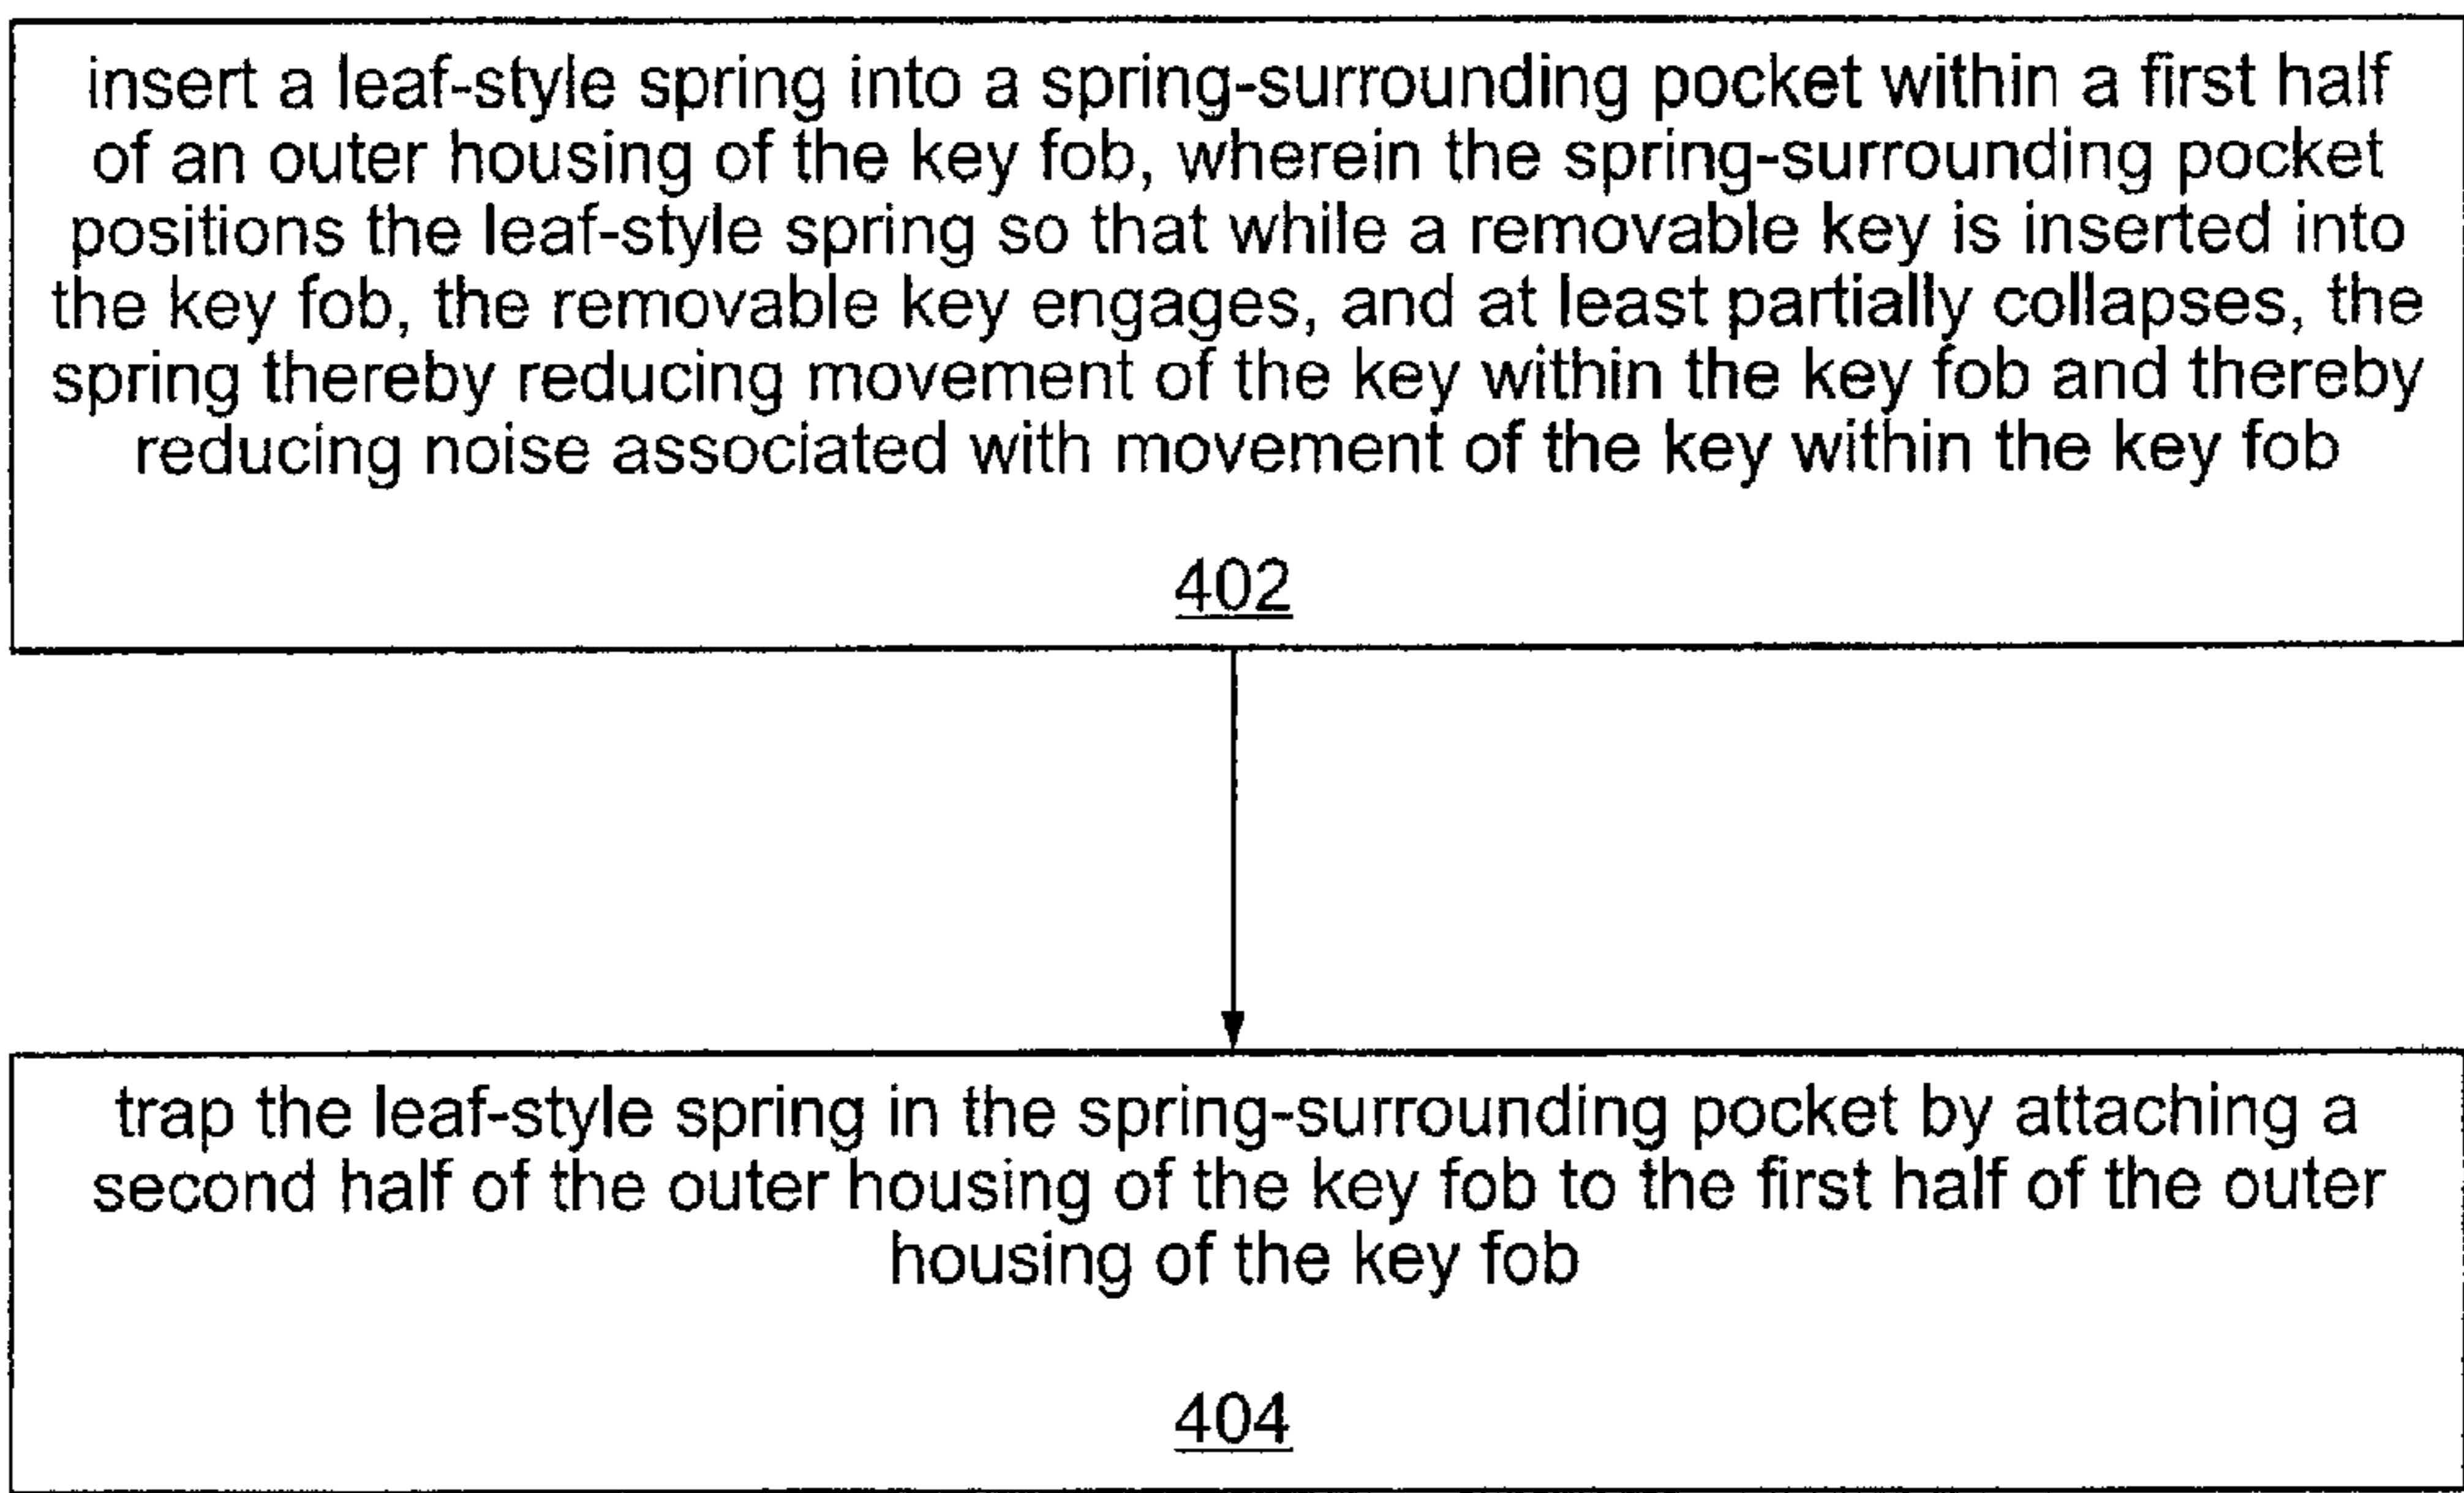 insert a leaf-style spring into a spring-surrounding pocket within a first half
of an outer housing of the key fob, wherein the spring-surrounding pocket
positions the leaf-style spring so that while a removable key is inserted into
the key fob, the removable key engages, and at least partially collapses, the
spring thereby reducing movement of the key within the key fob and thereby
reducing noise associated with movement of the key within the key fob
402
trap the leaf-style spring in the spring-surrounding pocket by attaching a
second half of the outer housing of the key fob to the first half of the outer
housing of the key fob
404